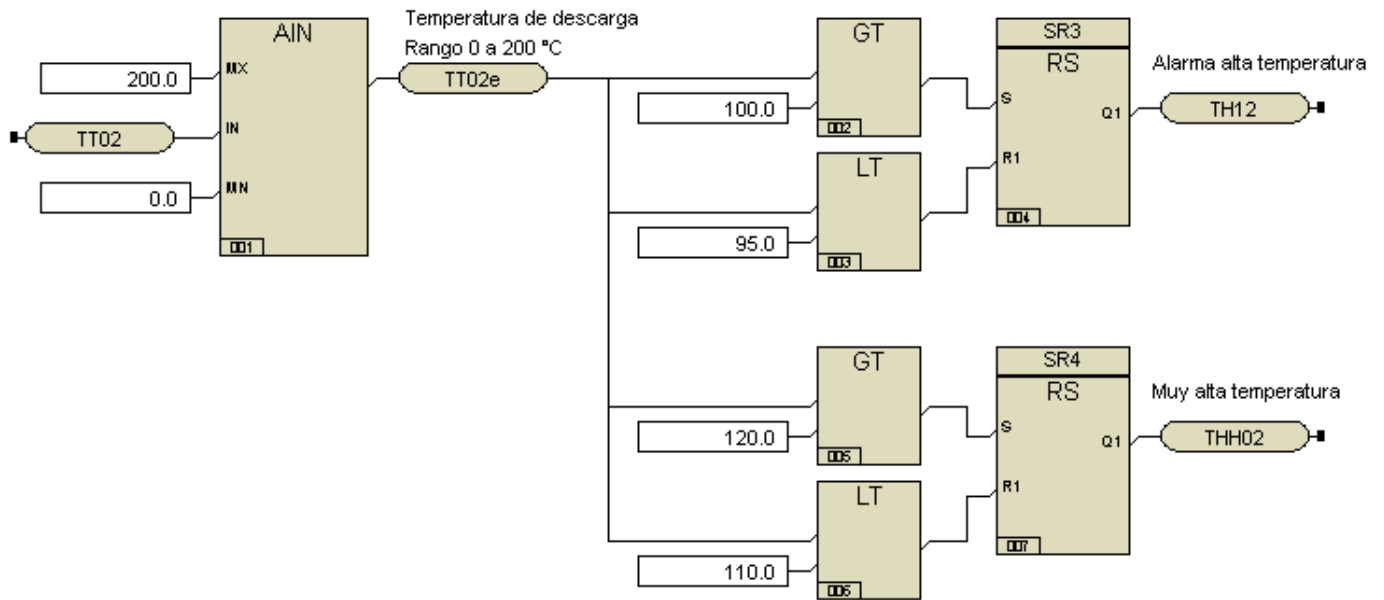 AIN
MX
200.0
TT02
IN
0.0
MN
001
Temperatura de descarga
Rango 0 a 200 ºC
TT02e
GT
100.0
002
LT
95.0
003
SR3
RS
S
Q1
R1
004
Alarma alta temperatura
TH12
GT
120.0
005
LT
110.0
006
SR4
RS
S
Q1
R1
007
Muy alta temperatura
THH02